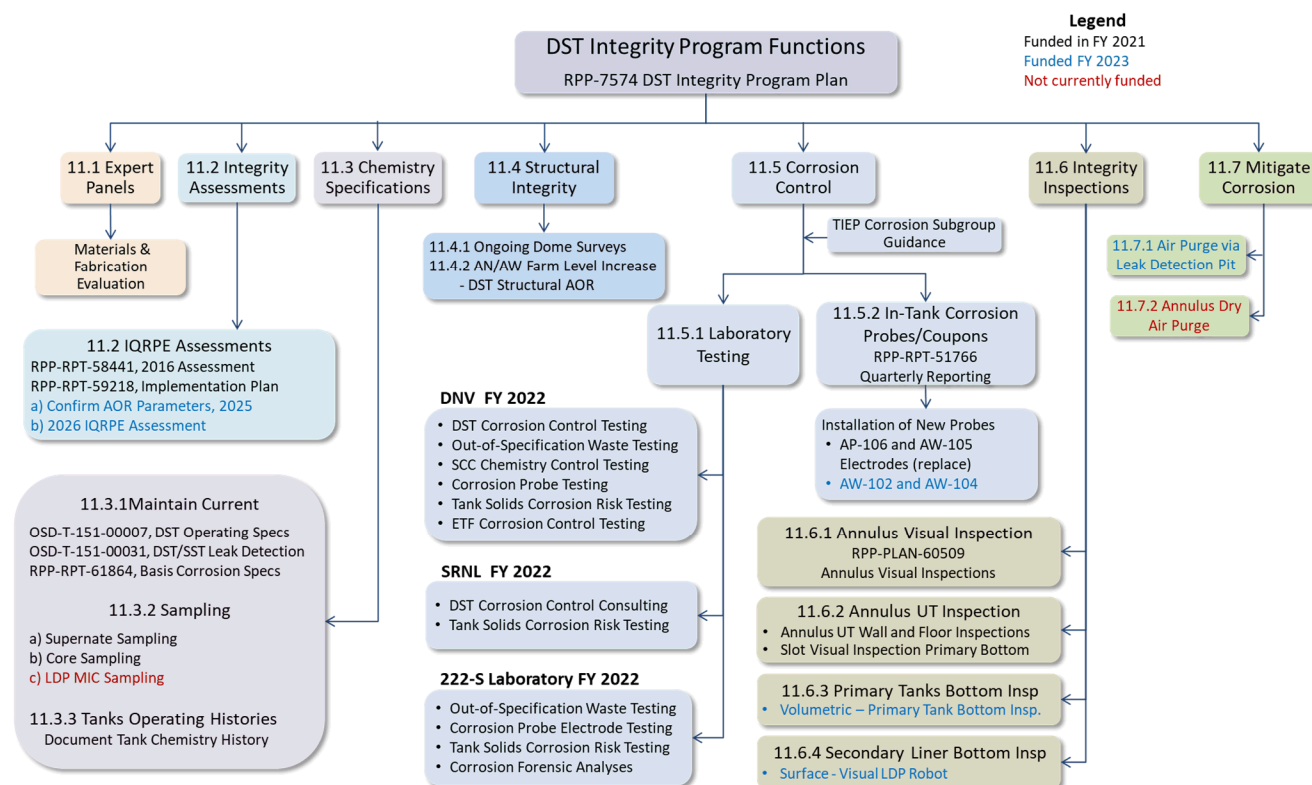 DST Integrity Program Functions
RPP-7574 DST Integrity Program Plan
Legend
Funded in FY 2021
Funded FY 2023
Not currently funded
11.1 Expert
Panels
11.2 Integrity
Assessments
11.3 Chemistry
Specifications
11.4 Structural
Integrity
11.5 Corrosion
Control
11.6 Integrity
Inspections
11.7 Mitigate
Corrosion
Materials &
Fabrication
Evaluation
11.4.1 Ongoing Dome Surveys
11.4.2 AN/AW Farm Level Increase
- DST Structural AOR
TIEP Corrosion Subgroup
Guidance
11.7.1 Air Purge via
Leak Detection Pit
11.7.2 Annulus Dry
Air Purge
11.2 IQRPE Assessments
RPP-RPT-58441, 2016 Assessment
RPP-RPT-59218, Implementation Plan
a) Confirm AOR Parameters, 2025
b) 2026 IQRPE Assessment
11.5.1 Laboratory
Testing
11.5.2 In-Tank Corrosion
Probes/Coupons
RPP-RPT-51766
Quarterly Reporting
Installation of New Probes
• AP-106 and AW-105
Electrodes (replace)
• AW-102 and AW-104
DNV FY 2022
• DST Corrosion Control Testing
• Out-of-Specification Waste Testing
• SCC Chemistry Control Testing
• Corrosion Probe Testing
• Tank Solids Corrosion Risk Testing
• ETF Corrosion Control Testing
SRNL FY 2022
• DST Corrosion Control Consulting
• Tank Solids Corrosion Risk Testing
222-S Laboratory FY 2022
• Out-of-Specification Waste Testing
• Corrosion Probe Electrode Testing
• Tank Solids Corrosion Risk Testing
• Corrosion Forensic Analyses
11.3.1Maintain Current
OSD-T-151-00007, DST Operating Specs
OSD-T-151-00031, DST/SST Leak Detection
RPP-RPT-61864, Basis Corrosion Specs
11.3.2 Sampling
a) Supernate Sampling
b) Core Sampling
c) LDP MIC Sampling
11.3.3 Tanks Operating Histories
Document Tank Chemistry History
11.6.1 Annulus Visual Inspection
RPP-PLAN-60509
Annulus Visual Inspections
11.6.2 Annulus UT Inspection
• Annulus UT Wall and Floor Inspections
• Slot Visual Inspection Primary Bottom
11.6.3 Primary Tanks Bottom Insp
• Volumetric – Primary Tank Bottom Insp.
11.6.4 Secondary Liner Bottom Insp
• Surface - Visual LDP Robot